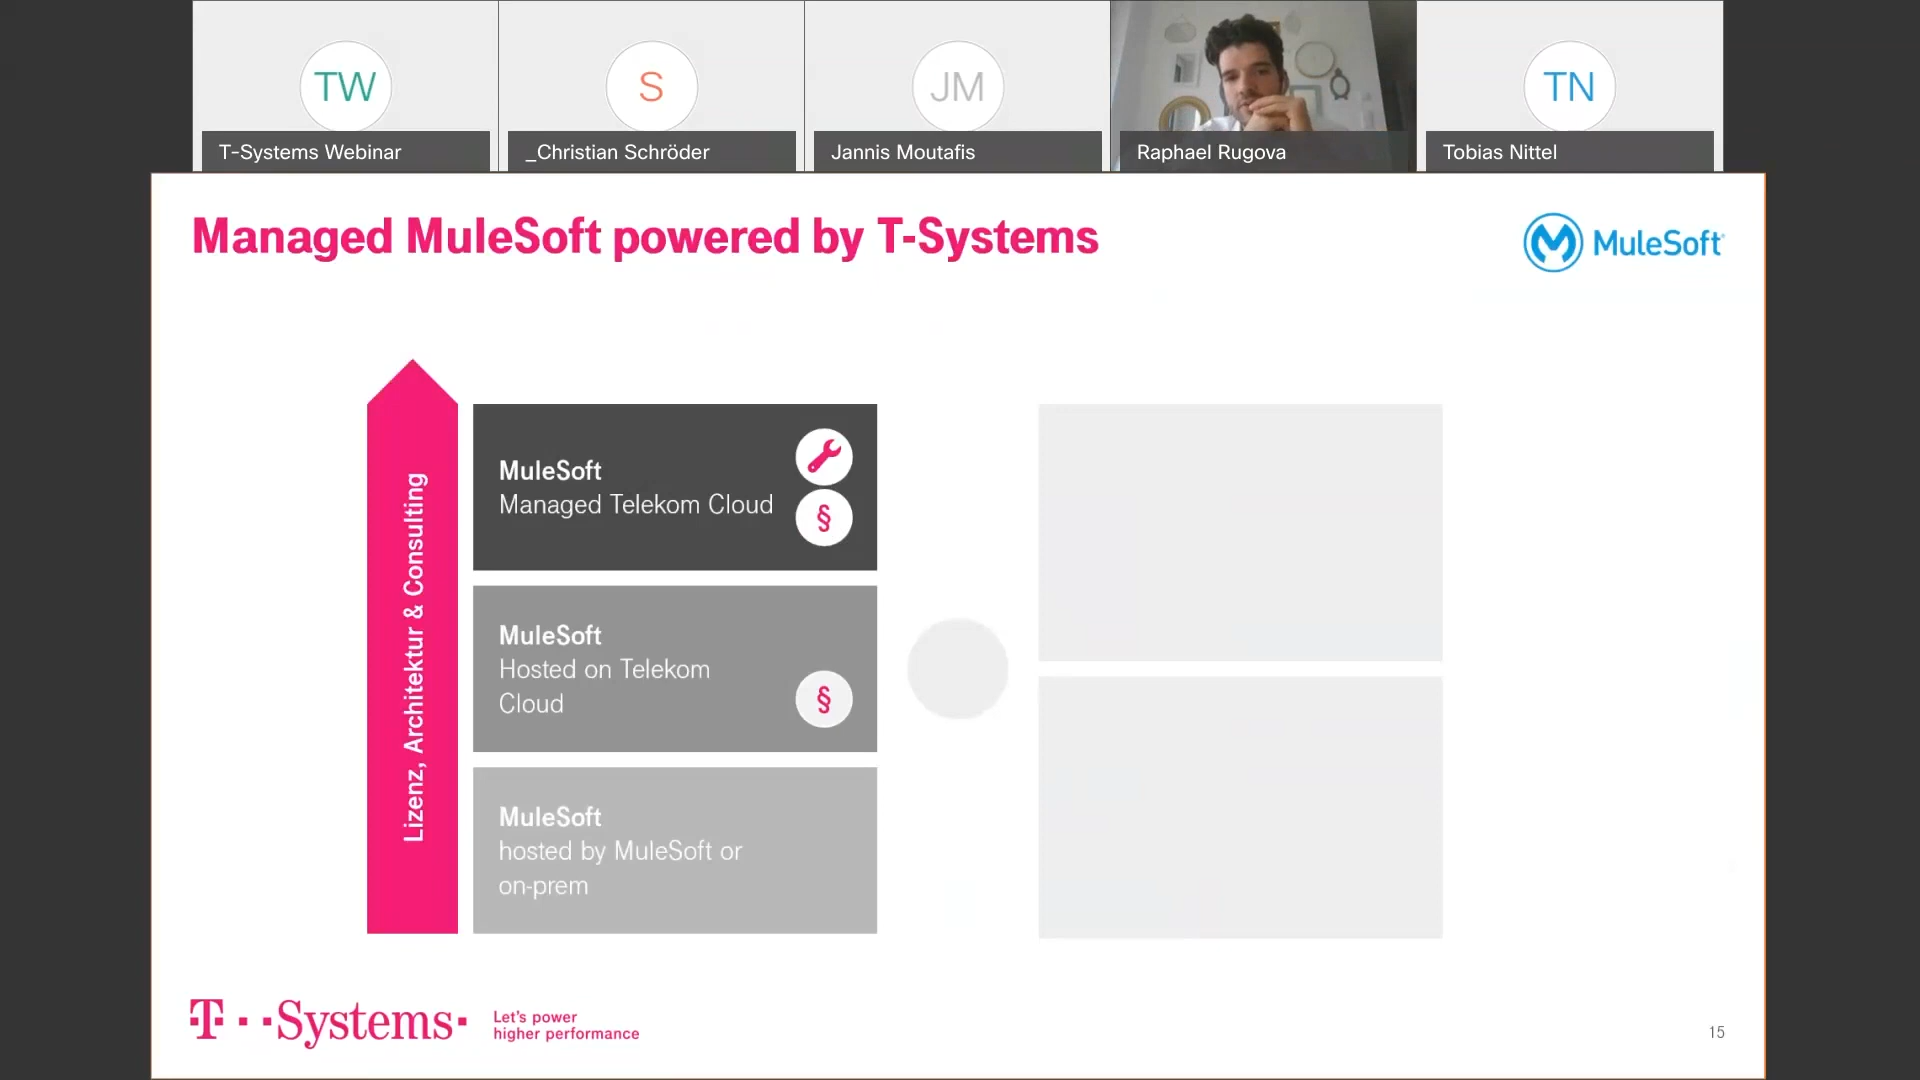 TW
S
JM
TN
T-Systems Webinar
_Christian Schröder
Jannis Moutafis
Raphael Rugova
Tobias Nittel
Managed MuleSoft powered by T-Systems
MuleSoft
Lizenz, Architektur & Consulting
MuleSoft
Managed Telekom Cloud
§
MuleSoft
Hosted on Telekom
Cloud
§
MuleSoft
hosted by MuleSoft or
on-prem
T··Systems·
Let's power
higher performance
15